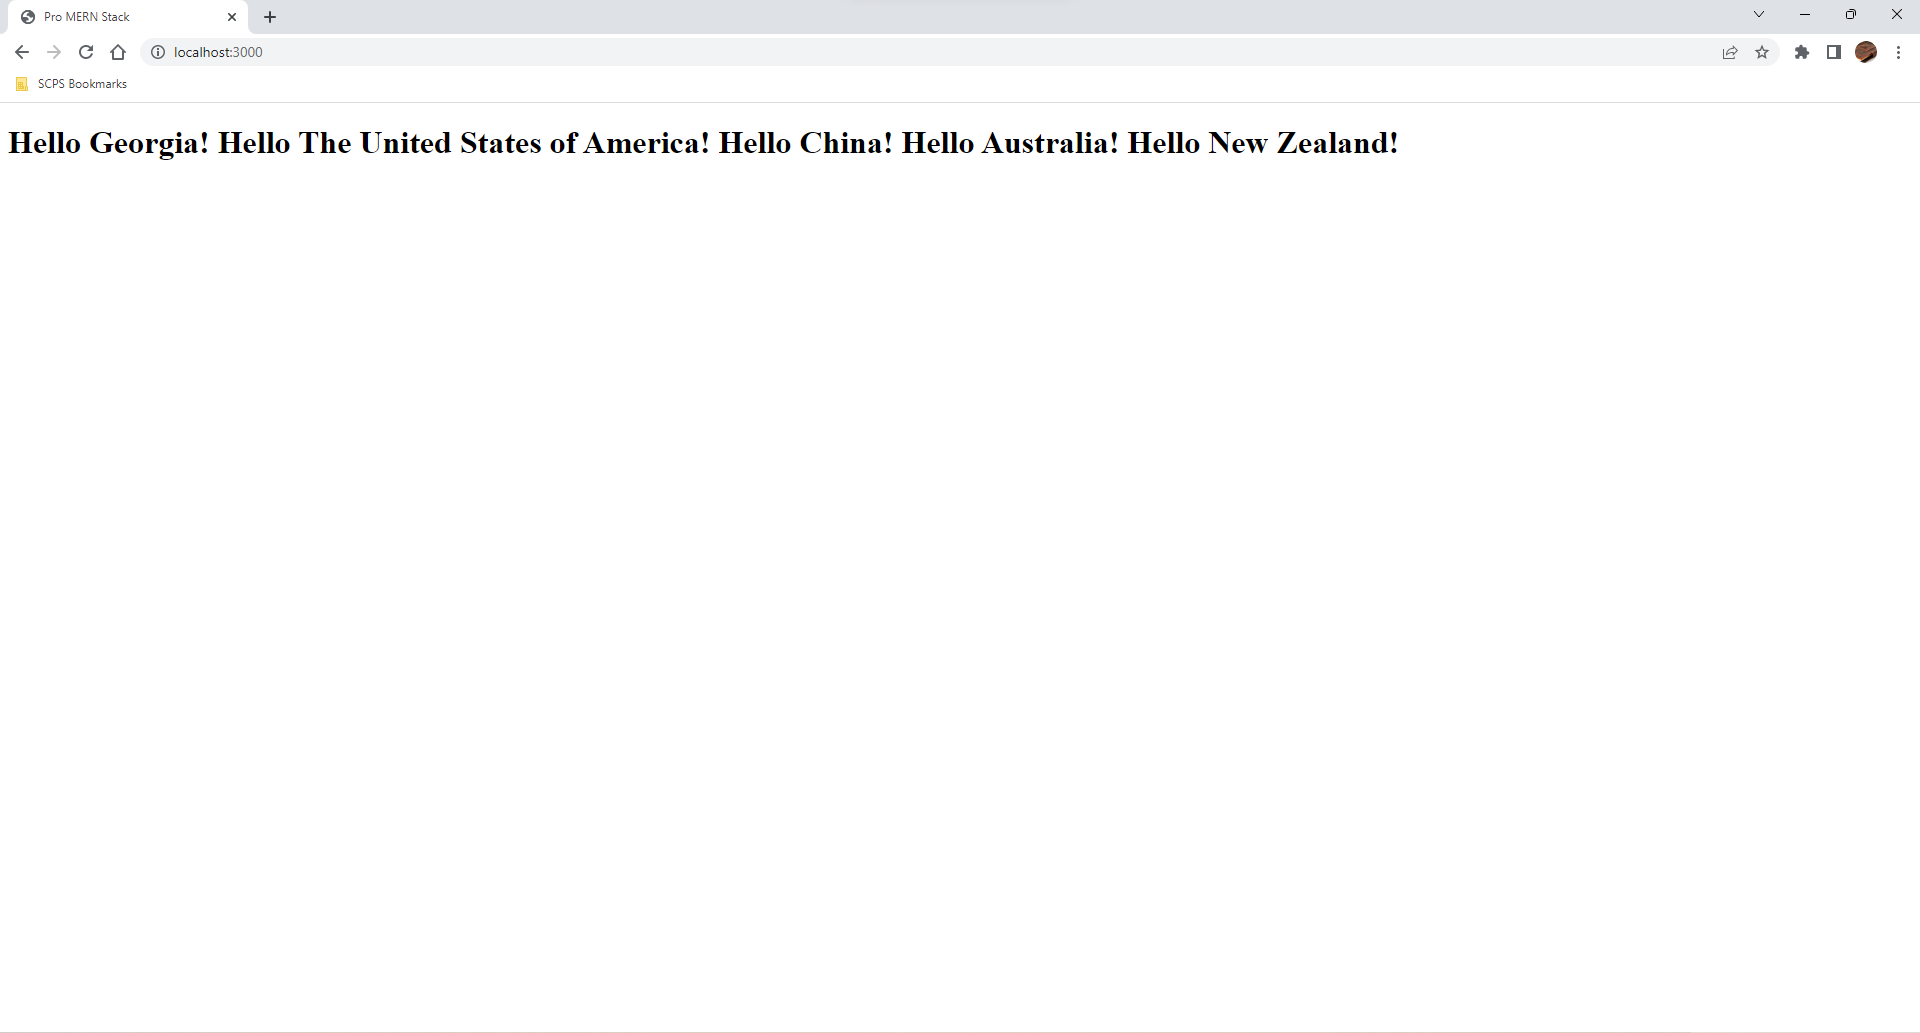 Pro MERN Stack
localhost:3000
SCPS Bookmarks
Hello Georgia! Hello The United States of America! Hello China! Hello Australia! Hello New Zealand!